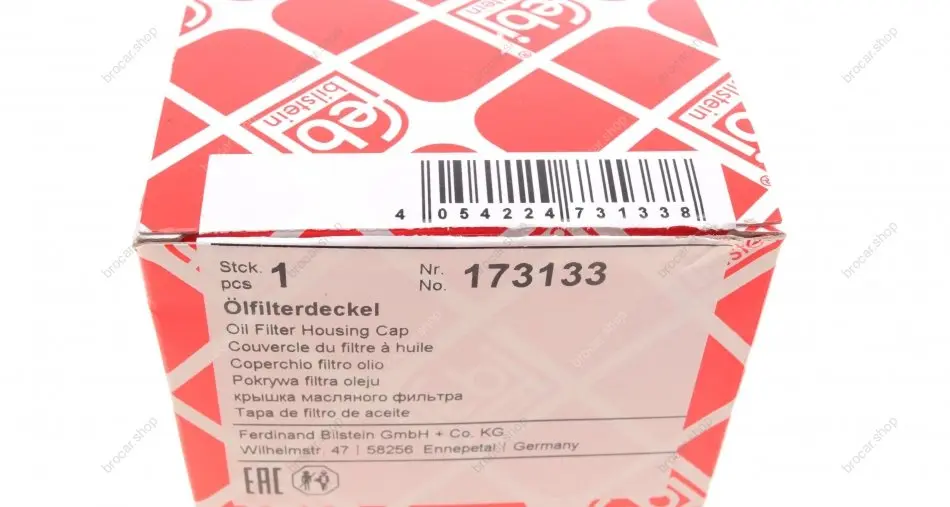 febi
bilstein
4 054224 731338
Stck. 1 Nr. 173133
pcs No.
Ölfilterdeckel
Oil Filter Housing Cap
Couvercle du filtre à huile
Coperchio filtro olio
Pokrywa filtra oleju
крышка масляного фильтра
Tapa de filtro de aceite
Ferdinand Bilstein GmbH + Co. KG
Wilhelmstr. 47 | 58256 Ennepetal | Germany
EAC
brocar.shop